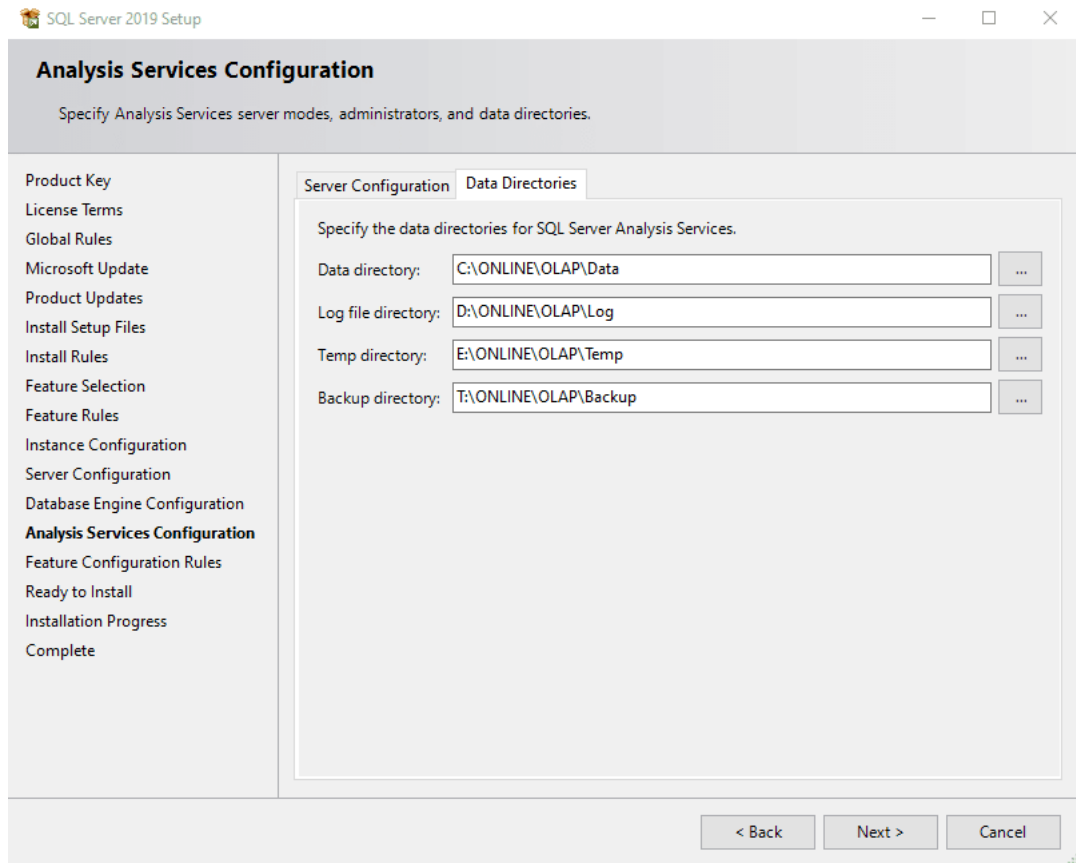 SQL Server 2019 Setup
Analysis Services Configuration
Specify Analysis Services server modes, administrators, and data directories.
Product Key
License Terms
Global Rules
Microsoft Update
Product Updates
Install Setup Files
Install Rules
Feature Selection
Feature Rules
Instance Configuration
Server Configuration
Database Engine Configuration
Analysis Services Configuration
Feature Configuration Rules
Ready to Install
Installation Progress
Complete
Server Configuration Data Directories
Specify the data directories for SQL Server Analysis Services.
Data directory: C:\ONLINE\OLAP\Data ...
Log file directory: D:\ONLINE\OLAP\Log ...
Temp directory: E:\ONLINE\OLAP\Temp ...
Backup directory: T:\ONLINE\OLAP\Backup ...
< Back Next > Cancel